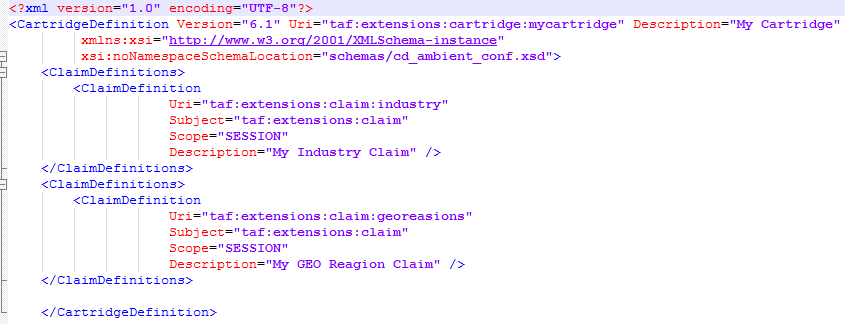 <?xml version="1.0" encoding="UTF-8"?>
<CartridgeDefinition Version="6.1" Uri="taf:extensions:cartridge:mycartridge" Description="My Cartridge"
xmlns:xsi="http://www.w3.org/2001/XMLSchema-instance"
xsi:noNamespaceSchemaLocation="schemas/cd_ambient_conf.xsd">
<ClaimDefinitions>
<ClaimDefinition
Uri="taf:extensions:claim:industry"
Subject="taf:extensions:claim"
Scope="SESSION"
Description="My Industry Claim" />
</ClaimDefinitions>
<ClaimDefinitions>
<ClaimDefinition
Uri="taf:extensions:claim:georeasions"
Subject="taf:extensions:claim"
Scope="SESSION"
Description="My GEO Reagion Claim" />
</ClaimDefinitions>
</CartridgeDefinition>